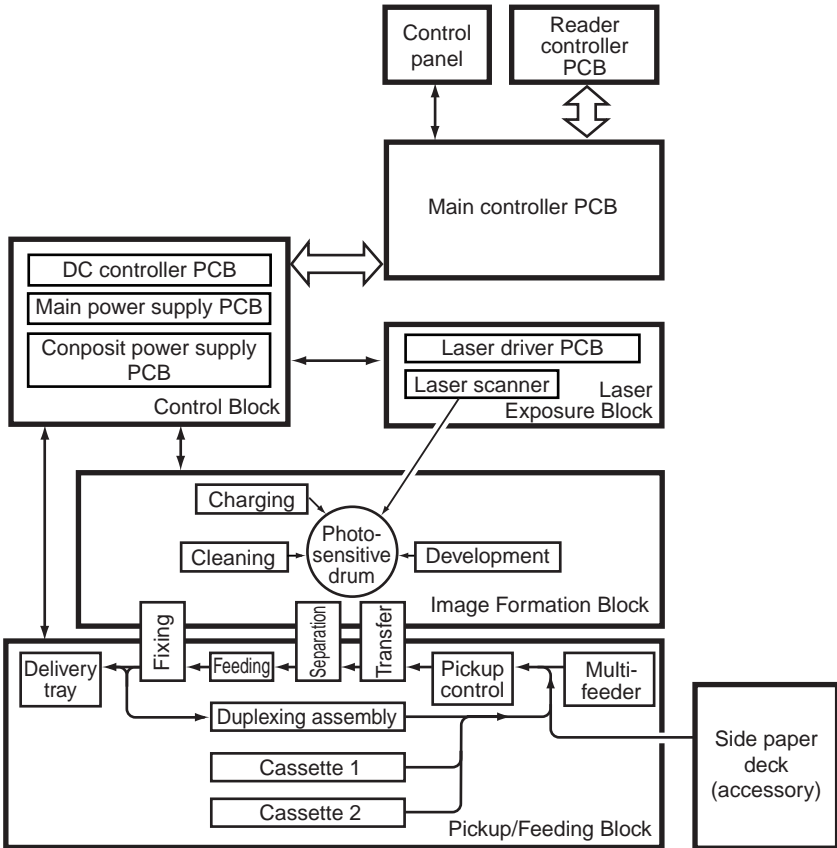 Control
panel
Reader
controller
PCB
Main controller PCB
DC controller PCB
Main power supply PCB
Conposit power supply
PCB
Control Block
Laser driver PCB
Laser scanner
Laser
Exposure Block
Charging
Cleaning
Photo-
sensitive
drum
Development
Image Formation Block
Fixing
Separation
Transfer
Delivery
tray
Feeding
Pickup
control
Multi-
feeder
Duplexing assembly
Cassette 1
Cassette 2
Pickup/Feeding Block
Side paper
deck
(accessory)